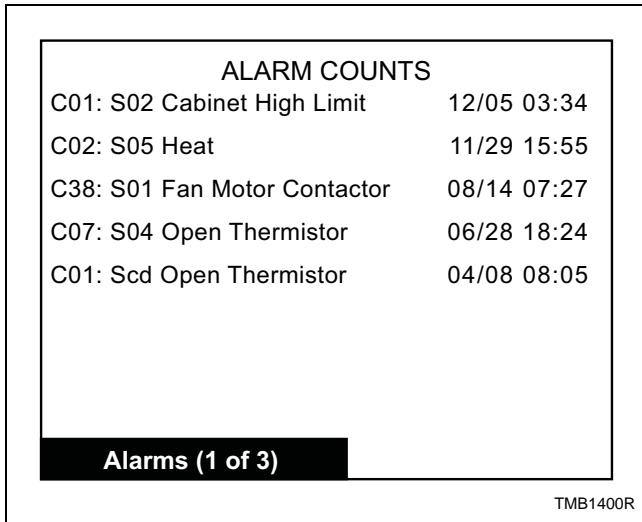 ALARM COUNTS
C01: S02 Cabinet High Limit 12/05 03:34
C02: S05 Heat 11/29 15:55
C38: S01 Fan Motor Contactor 08/14 07:27
C07: S04 Open Thermistor 06/28 18:24
C01: Scd Open Thermistor 04/08 08:05
Alarms (1 of 3)
TMB1400R